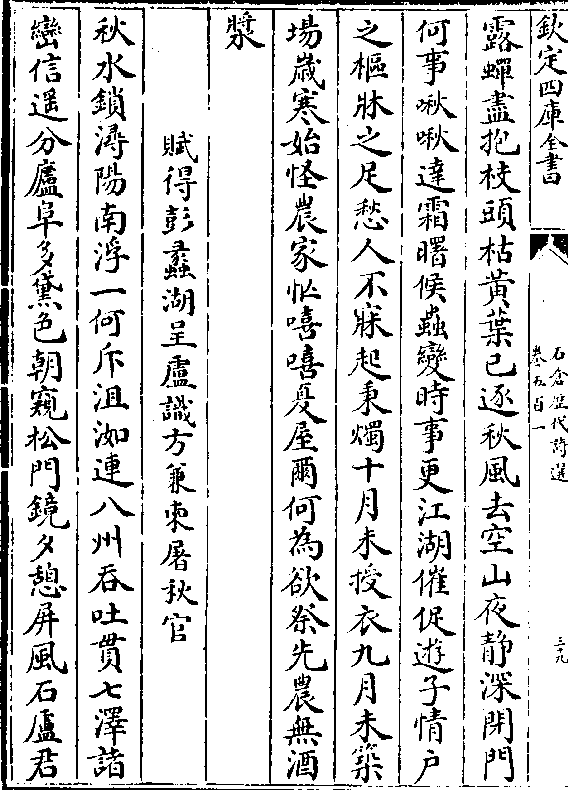 欽定四庫全書
石倉歷代詩選
卷五百一
三九
露蟬盡抱枝頭枯黃葉已逐秋風去空山夜靜深閉門
何事啾啾達霜曙候蟲變時事更江湖催促遊子情户
之樞牀之足愁人不寐起秉燭十月未授衣九月未築
場歲寒始怪農家忙嘻嘻夏屋爾何為欲祭先農無酒
漿
賦得彭蠡湖呈盧識方兼柬屠秋官
秋水鎖潯陽南浮一何斥沮洳連八州吞吐貫七澤諸
巒信遥分廬阜多黛色朝窺松門鏡夕憩屏風石廬君